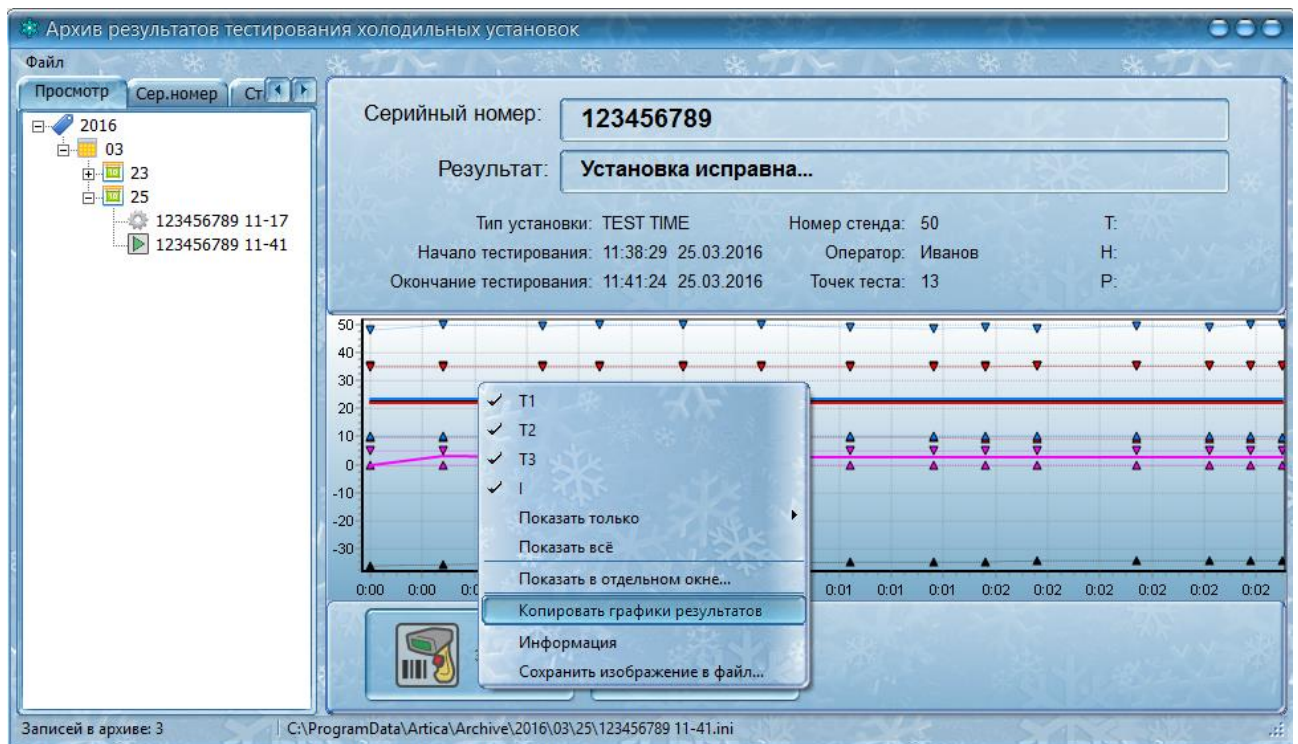 Архив результатов тестирования холодильных установок
Файл
Просмотр Сер.номер Ст
2016
03
23
25
123456789 11-17
123456789 11-41
Серийный номер: 123456789
Результат: Установка исправна...
Тип установки: TEST TIME Номер стенда: 50 T:
Начало тестирования: 11:38:29 25.03.2016 Оператор: Иванов H:
Окончание тестирования: 11:41:24 25.03.2016 Точек теста: 13 P:
50
40
30
20
10
0
-10
-20
-30
T1
T2
T3
I
Показать только
Показать всё
Показать в отдельном окне...
Копировать графики результатов
Информация
Сохранить изображение в файл...
0:00 0:00 0:01 0:01 0:01 0:02 0:02 0:02 0:02 0:02 0:02
Записей в архиве: 3 C:\ProgramData\Artica\Archive\2016\03\25\123456789 11-41.ini